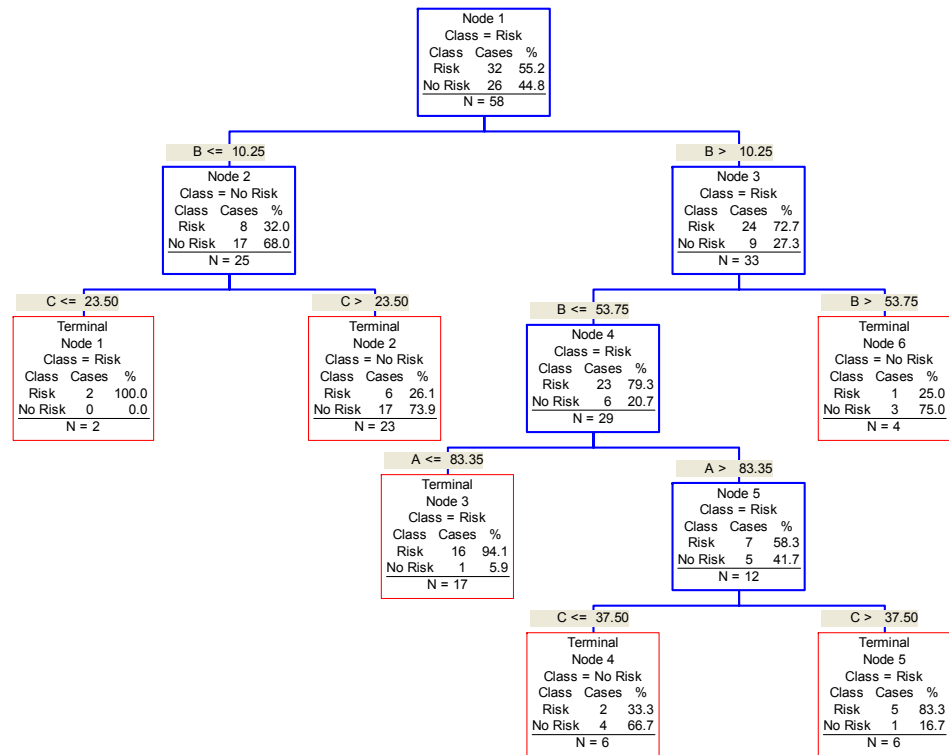 Node 1
Class = Risk
Class Cases %
Risk 32 55.2
No Risk 26 44.8
N = 58
B <= 10.25
B > 10.25
Node 2
Class = No Risk
Class Cases %
Risk 8 32.0
No Risk 17 68.0
N = 25
Node 3
Class = Risk
Class Cases %
Risk 24 72.7
No Risk 9 27.3
N = 33
C <= 23.50
C > 23.50
B <= 53.75
B > 53.75
Terminal
Node 1
Class = Risk
Class Cases %
Risk 2 100.0
No Risk 0 0.0
N = 2
Terminal
Node 2
Class = No Risk
Class Cases %
Risk 6 26.1
No Risk 17 73.9
N = 23
Node 4
Class = Risk
Class Cases %
Risk 23 79.3
No Risk 6 20.7
N = 29
Terminal
Node 6
Class = No Risk
Class Cases %
Risk 1 25.0
No Risk 3 75.0
N = 4
A <= 83.35
A > 83.35
Terminal
Node 3
Class = Risk
Class Cases %
Risk 16 94.1
No Risk 1 5.9
N = 17
Node 5
Class = Risk
Class Cases %
Risk 7 58.3
No Risk 5 41.7
N = 12
C <= 37.50
C > 37.50
Terminal
Node 4
Class = No Risk
Class Cases %
Risk 2 33.3
No Risk 4 66.7
N = 6
Terminal
Node 5
Class = Risk
Class Cases %
Risk 5 83.3
No Risk 1 16.7
N = 6